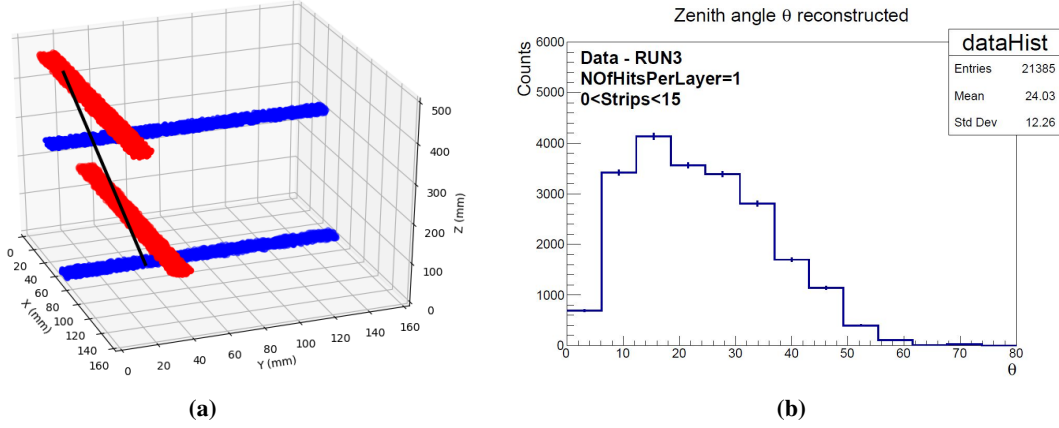 0
20
40
60
80
100
120
140
160
X (mm)
0
20
40
60
80
100
120
140
160
Y (mm)
0
100
200
300
400
500
Z (mm)
(a)
Zenith angle θ reconstructed
Counts
6000
5000
4000
3000
2000
1000
0
Data - RUN3
NOfHitsPerLayer=1
0<Strips<15
dataHist
Entries 21385
Mean 24.03
Std Dev 12.26
0 10 20 30 40 50 60 70 80
θ
(b)